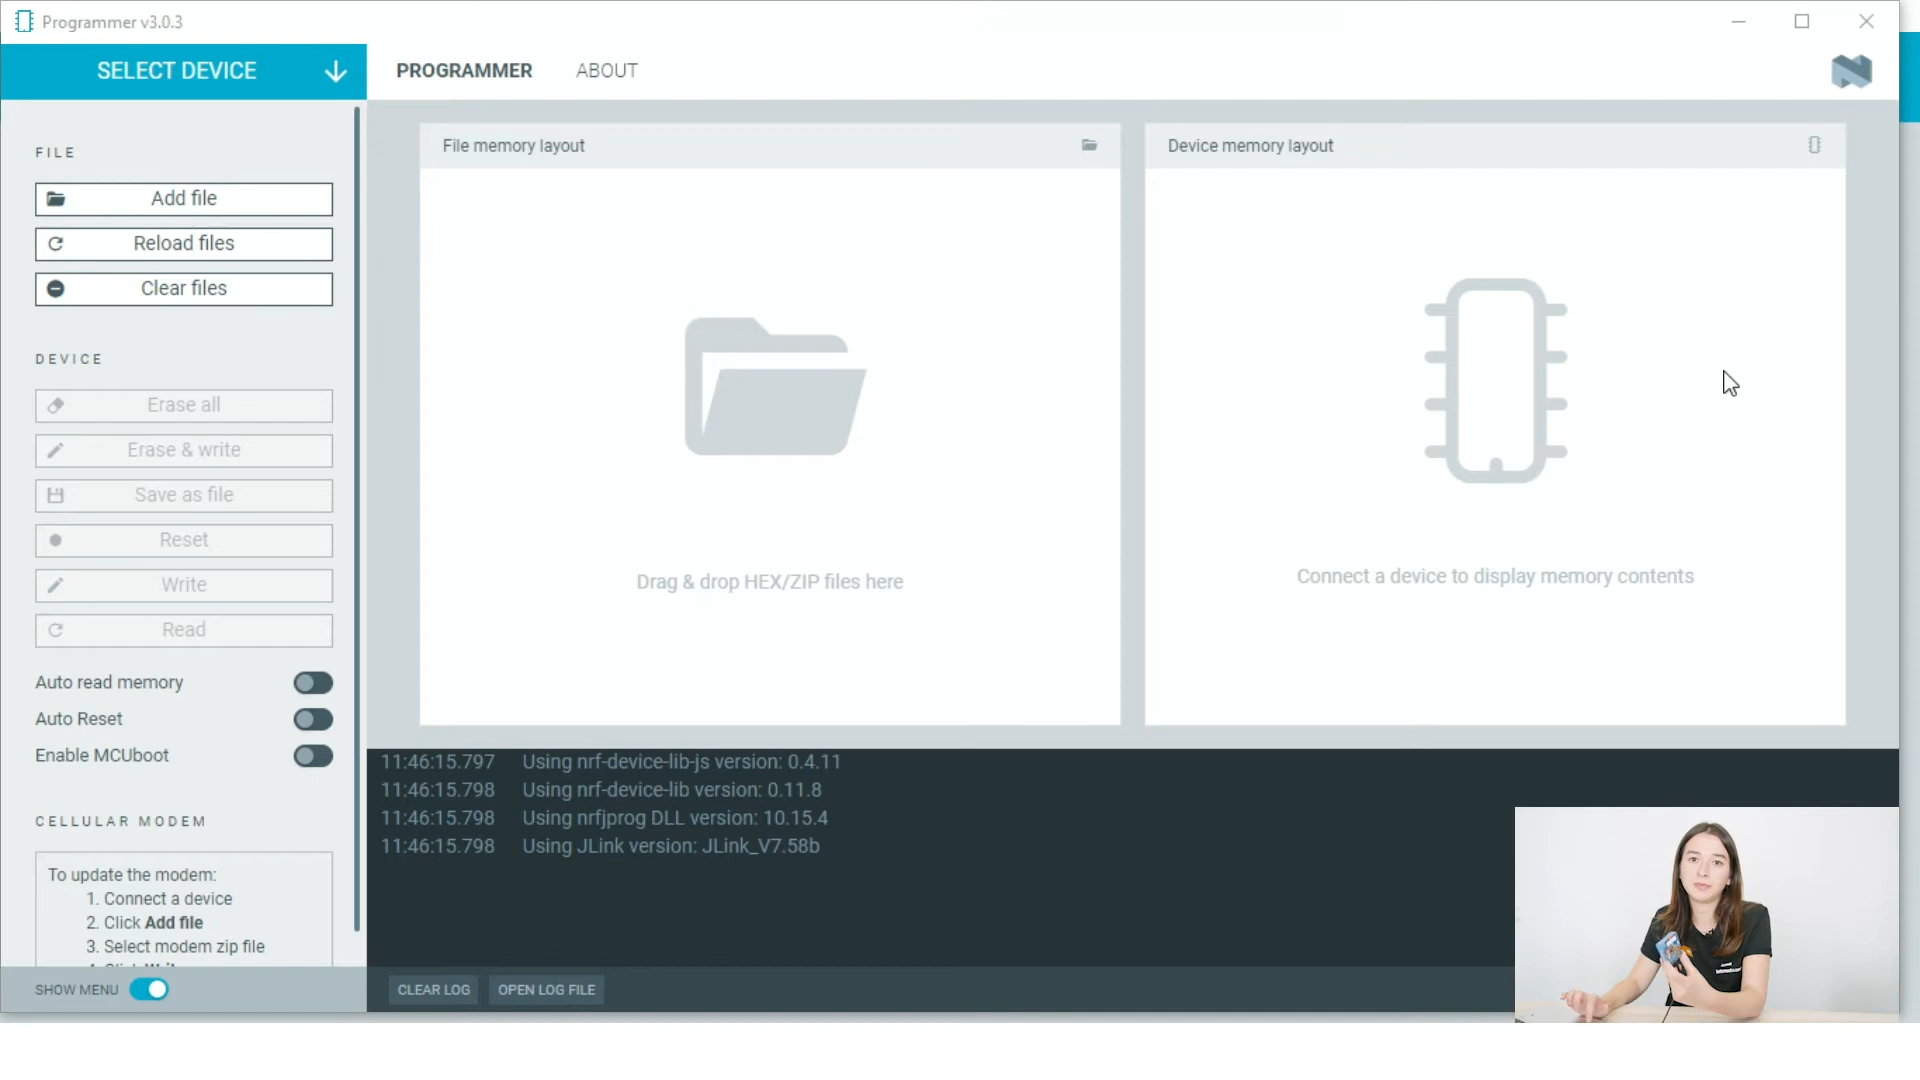 Programmer v3.0.3
SELECT DEVICE
PROGRAMMER
ABOUT
FILE
Add file
Reload files
Clear files
DEVICE
Erase all
Erase & write
Save as file
Reset
Write
Read
Auto read memory
Auto Reset
Enable MCUboot
CELLULAR MODEM
To update the modem:
1. Connect a device
2. Click Add file
3. Select modem zip file
SHOW MENU
File memory layout
Drag & drop HEX/ZIP files here
Device memory layout
Connect a device to display memory contents
11:46:15.797 Using nrf-device-lib-js version: 0.4.11
11:46:15.798 Using nrf-device-lib version: 0.11.8
11:46:15.798 Using nrfjprog DLL version: 10.15.4
11:46:15.798 Using JLink version: JLink_V7.58b
CLEAR LOG
OPEN LOG FILE